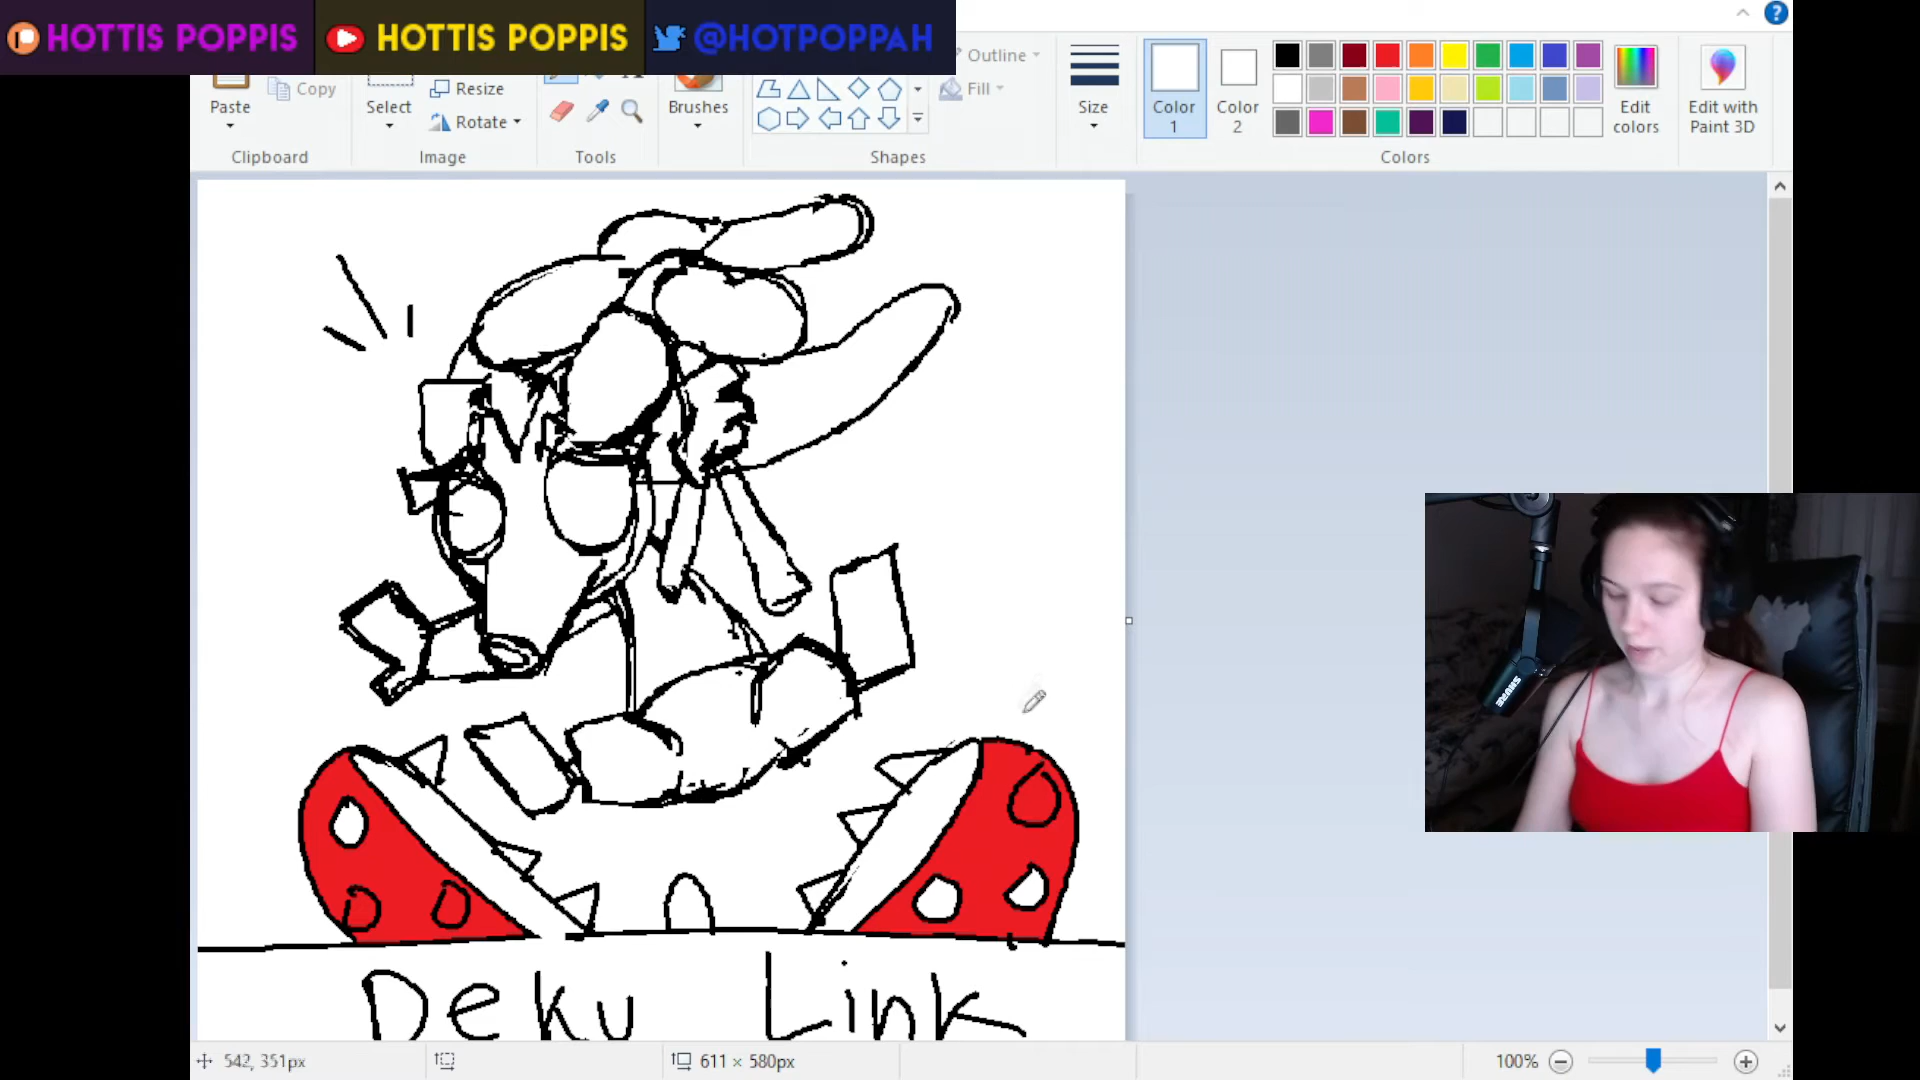 HOTTIS POPPIS HOTTIS POPPIS @HOTPOPPAH
Outline
Paste Copy Select Resize Brushes Fill Size Color 1 Color 2 Edit colors Edit with Paint 3D
Rotate
Clipboard Image Tools Shapes Colors
SHURE
Deku Link
542, 351px 611 × 580px 100%